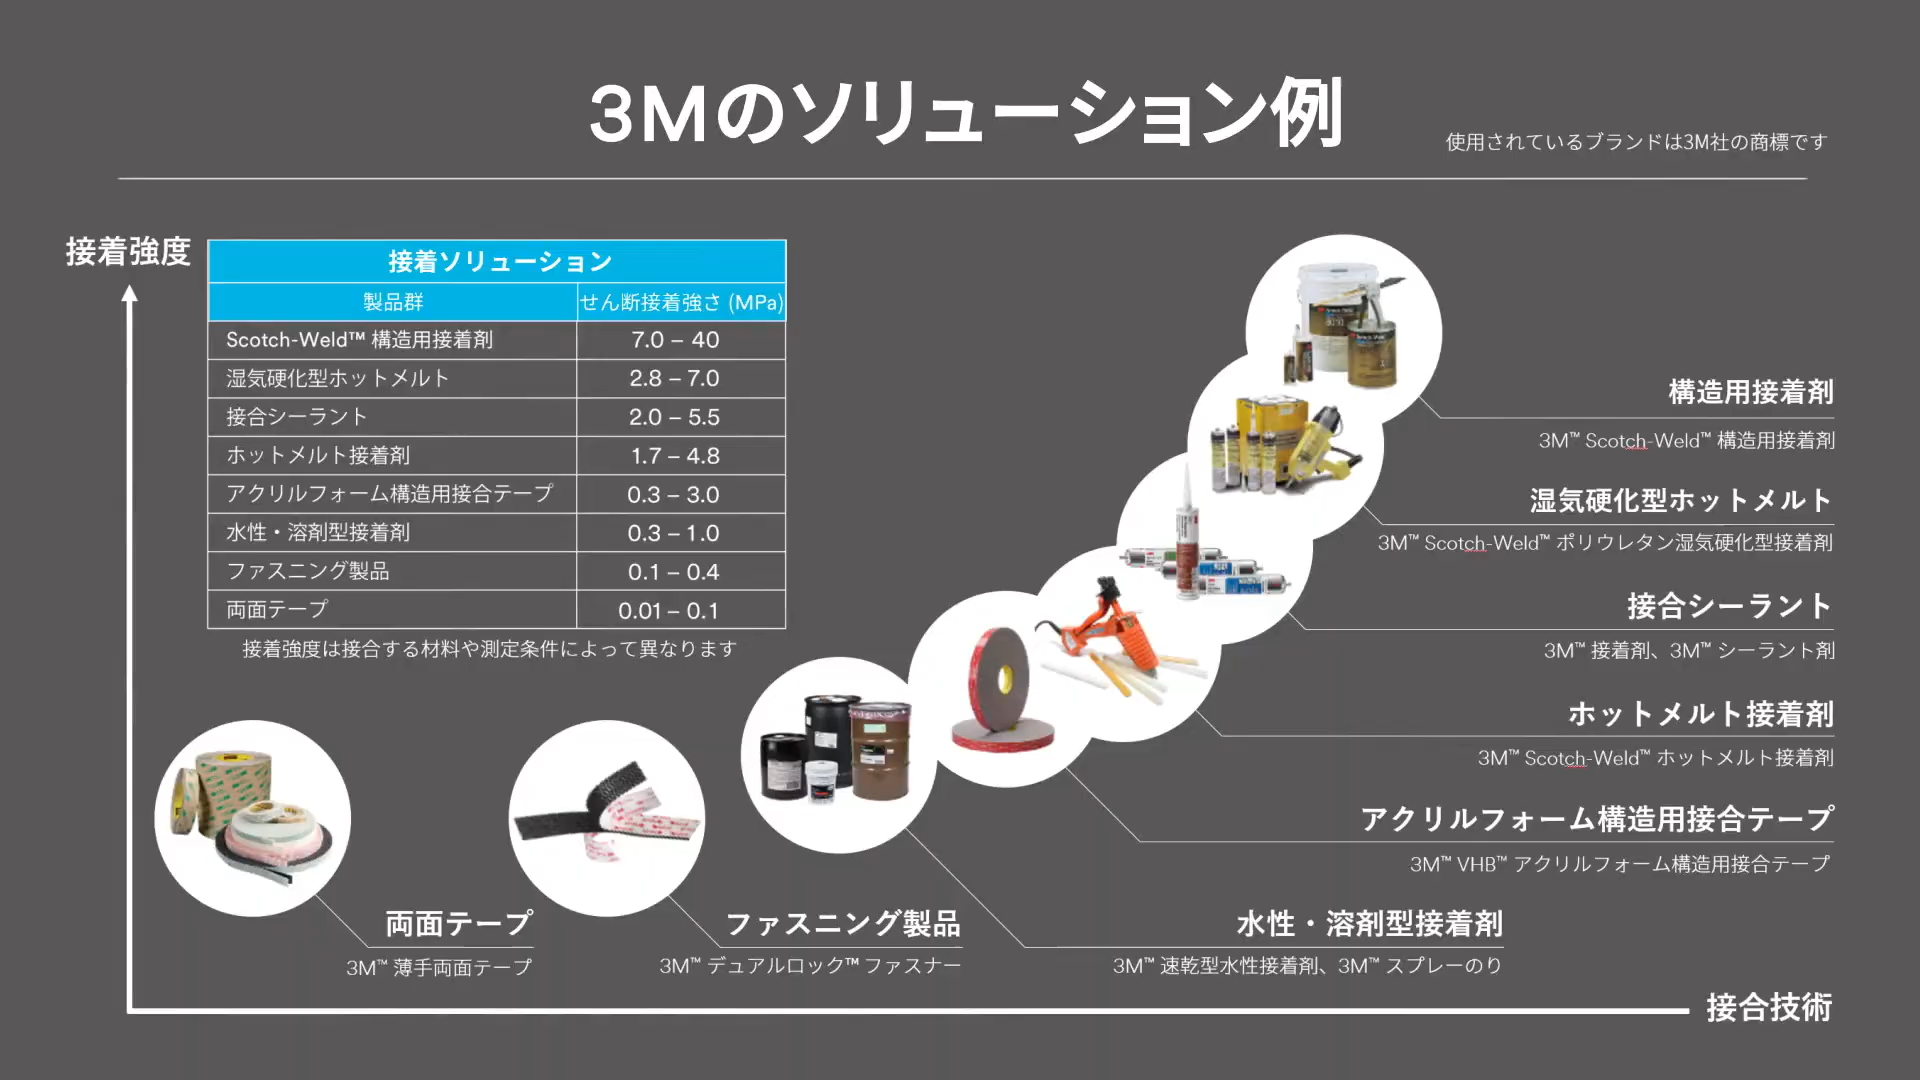 3Mのソリューション例
使用されているブランドは3M社の商標です
接着強度
接着ソリューション
製品群 せん断接着強さ (MPa)
Scotch-Weld™ 構造用接着剤 7.0 – 40
湿気硬化型ホットメルト 2.8 – 7.0
接合シーラント 2.0 – 5.5
ホットメルト接着剤 1.7 – 4.8
アクリルフォーム構造用接合テープ 0.3 – 3.0
水性・溶剤型接着剤 0.3 – 1.0
ファスニング製品 0.1 – 0.4
両面テープ 0.01 – 0.1
接着強度は接合する材料や測定条件によって異なります
構造用接着剤
3M™ Scotch-Weld™ 構造用接着剤
湿気硬化型ホットメルト
3M™ Scotch-Weld™ ポリウレタン湿気硬化型接着剤
接合シーラント
3M™ 接着剤、3M™ シーラント剤
ホットメルト接着剤
3M™ Scotch-Weld™ ホットメルト接着剤
アクリルフォーム構造用接合テープ
3M™ VHB™ アクリルフォーム構造用接合テープ
両面テープ
3M™ 薄手両面テープ
ファスニング製品
3M™ デュアルロック™ ファスナー
水性・溶剤型接着剤
3M™ 速乾型水性接着剤、3M™ スプレーのり
接合技術